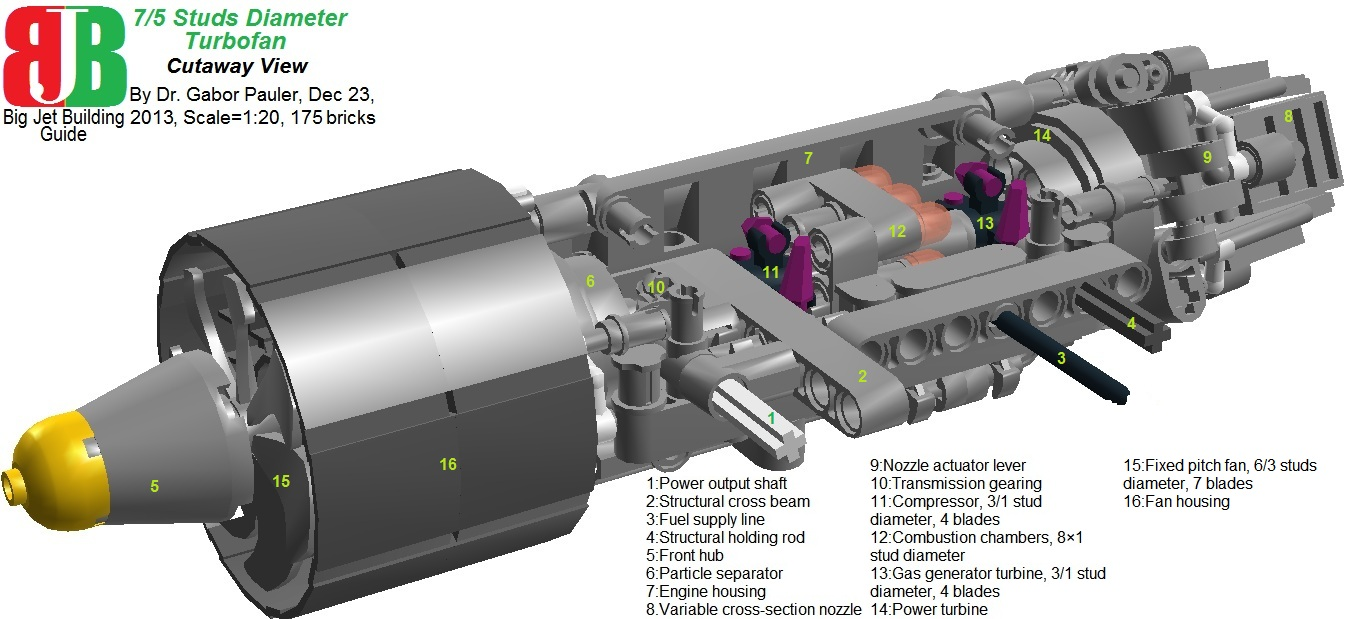 BJB
7/5 Studs Diameter
Turbofan
Cutaway View
By Dr. Gabor Pauler, Dec 23,
Big Jet Building 2013, Scale=1:20, 175 bricks
Guide
7
14
8
9
13
12
11
6
10
4
3
2
1
16
15
5
1:Power output shaft
2:Structural cross beam
3:Fuel supply line
4:Structural holding rod
5:Front hub
6:Particle separator
7:Engine housing
8.Variable cross-section nozzle
9:Nozzle actuator lever
10:Transmission gearing
11:Compressor, 3/1 stud
diameter, 4 blades
12:Combustion chambers, 8×1
stud diameter
13:Gas generator turbine, 3/1 stud
diameter, 4 blades
14:Power turbine
15:Fixed pitch fan, 6/3 studs
diameter, 7 blades
16:Fan housing